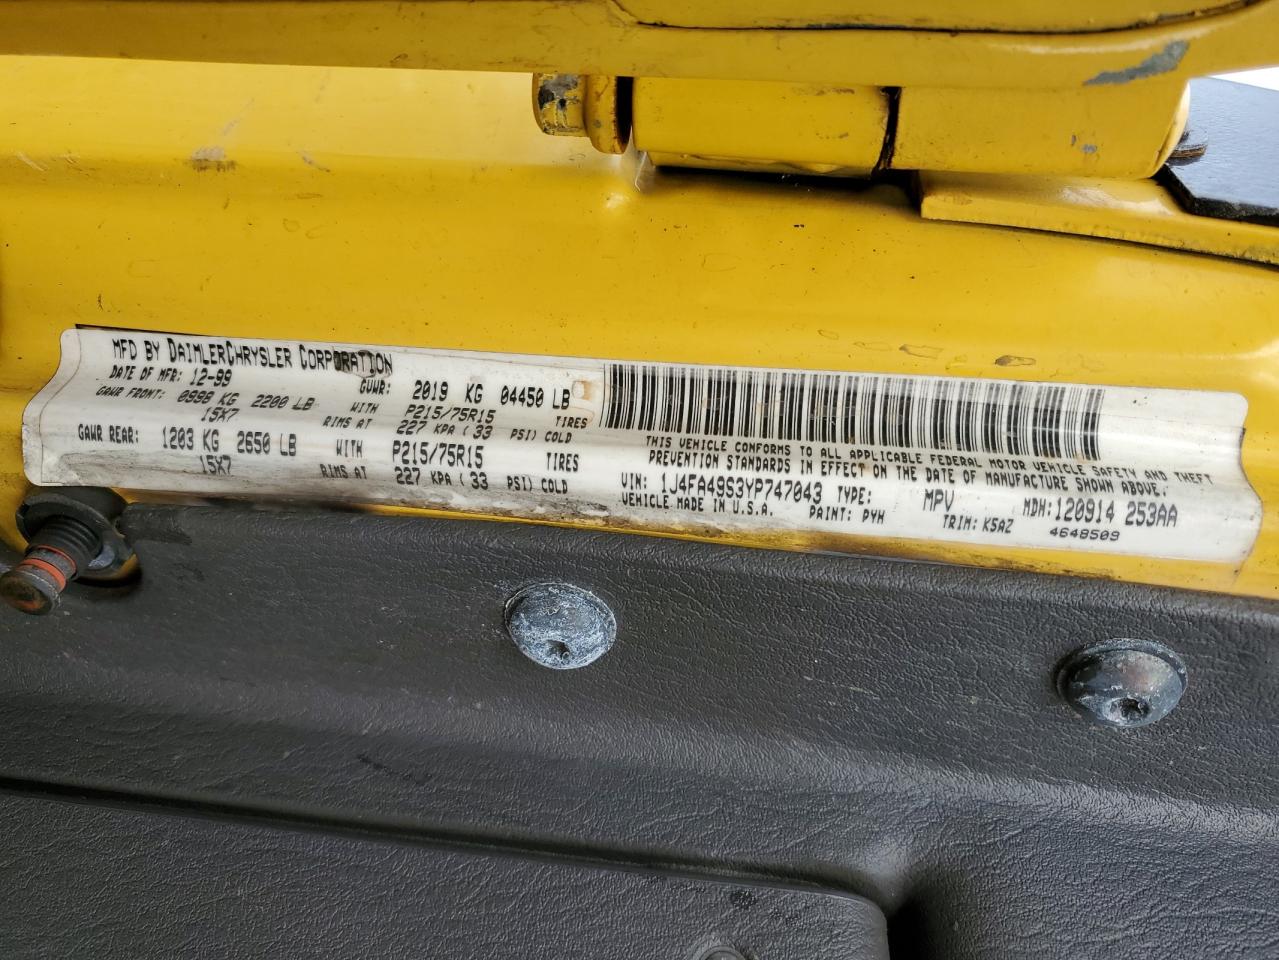 MFD BY DAIMLERCHRYSLER CORPORATION
DATE OF MFR: 12-99 GVWR: 2019 KG 04450 LB
GAWR FRONT: 0998 KG 2200 LB WITH P215/75R15 TIRES
15X7 RIMS AT 227 KPA ( 33 PSI) COLD
GAWR REAR: 1203 KG 2650 LB WITH P215/75R15 TIRES
15X7 RIMS AT 227 KPA ( 33 PSI) COLD
THIS VEHICLE CONFORMS TO ALL APPLICABLE FEDERAL MOTOR VEHICLE SAFETY AND THEFT
PREVENTION STANDARDS IN EFFECT ON THE DATE OF MANUFACTURE SHOWN ABOVE.
VIN: 1J4FA49S3YP747043 TYPE: MPV MDH: 120914 253AA
VEHICLE MADE IN U.S.A. PAINT: PYH TRIM: K5AZ 4648509